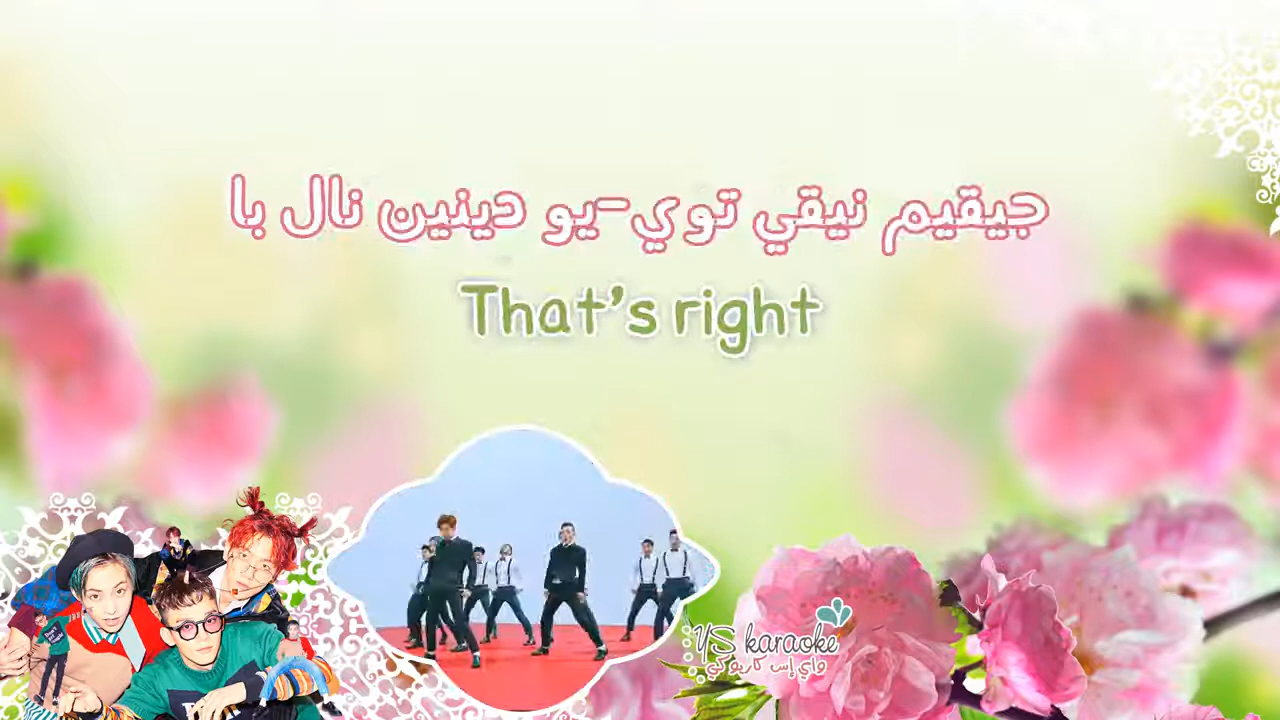 جيقيم نيقي توي-يو دينين نال با
That's right
YS karaoke
واي إس كاريوكي